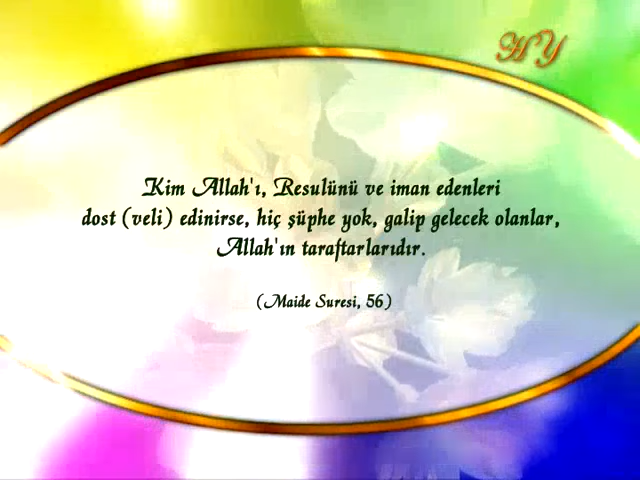 HY
Kim Allah'ı, Resulünü ve iman edenleri
dost (veli) edinirse, hiç şüphe yok, galip gelecek olanlar,
Allah'ın taraftarlarıdır.
(Maide Suresi, 56)